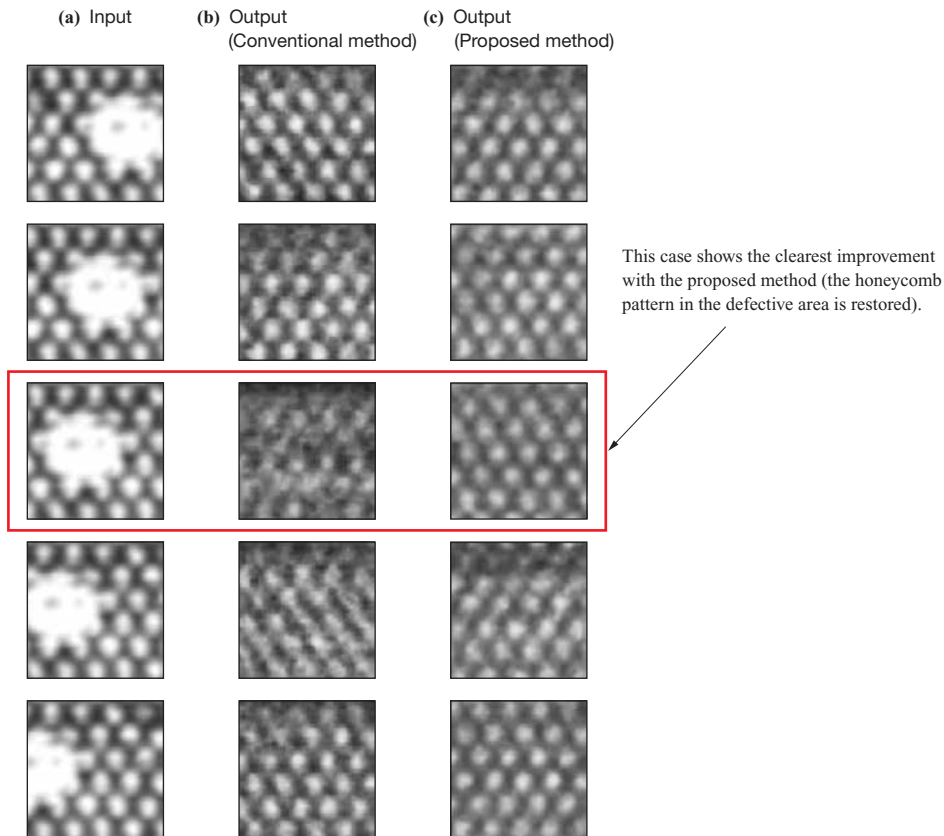 (a) Input
(b) Output
(Conventional method)
(c) Output
(Proposed method)
This case shows the clearest improvement
with the proposed method (the honeycomb
pattern in the defective area is restored).